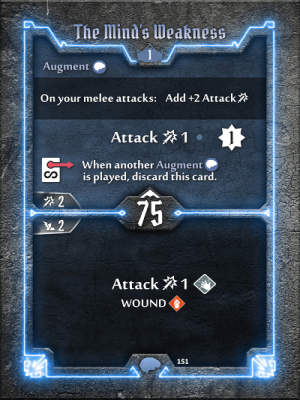 The Mind's Weakness
1
Augment
On your melee attacks: Add +2 Attack
Attack 1
1
When another Augment
is played, discard this card.
2
75
2
Attack 1
WOUND
151